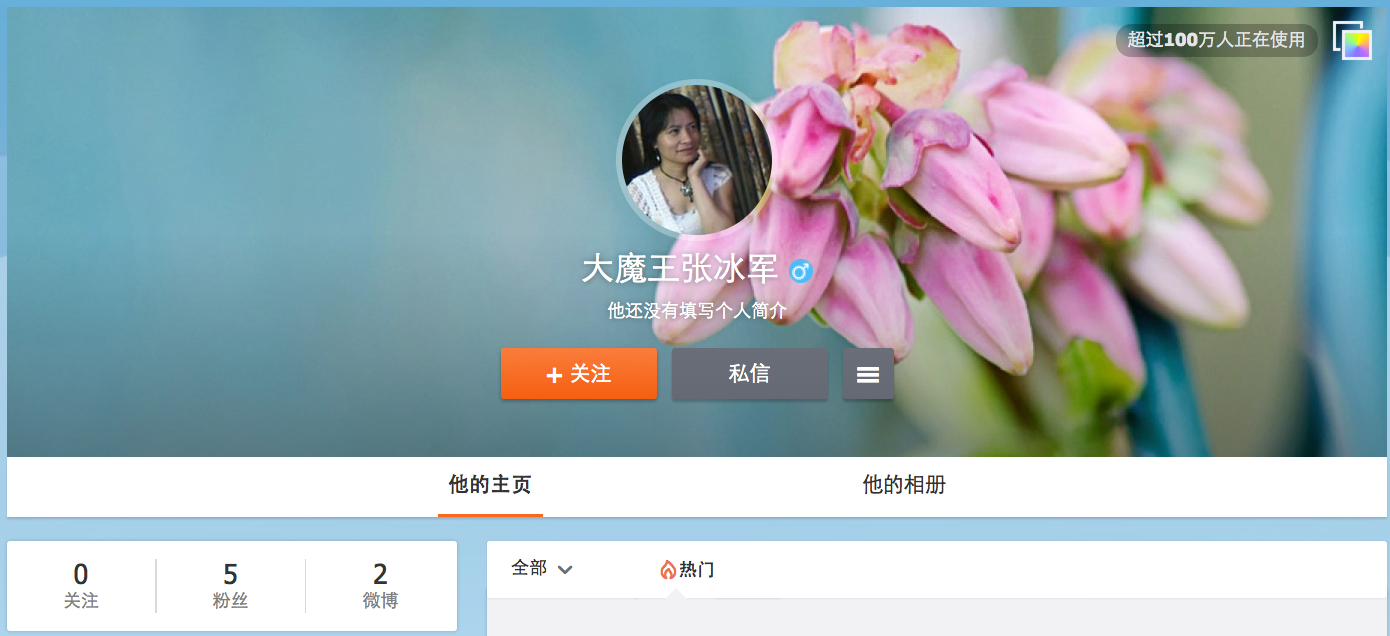 超过100万人正在使用
大魔王张冰军
他还没有填写个人简介
+ 关注
私信
他的主页
他的相册
0
关注
5
粉丝
2
微博
全部
热门